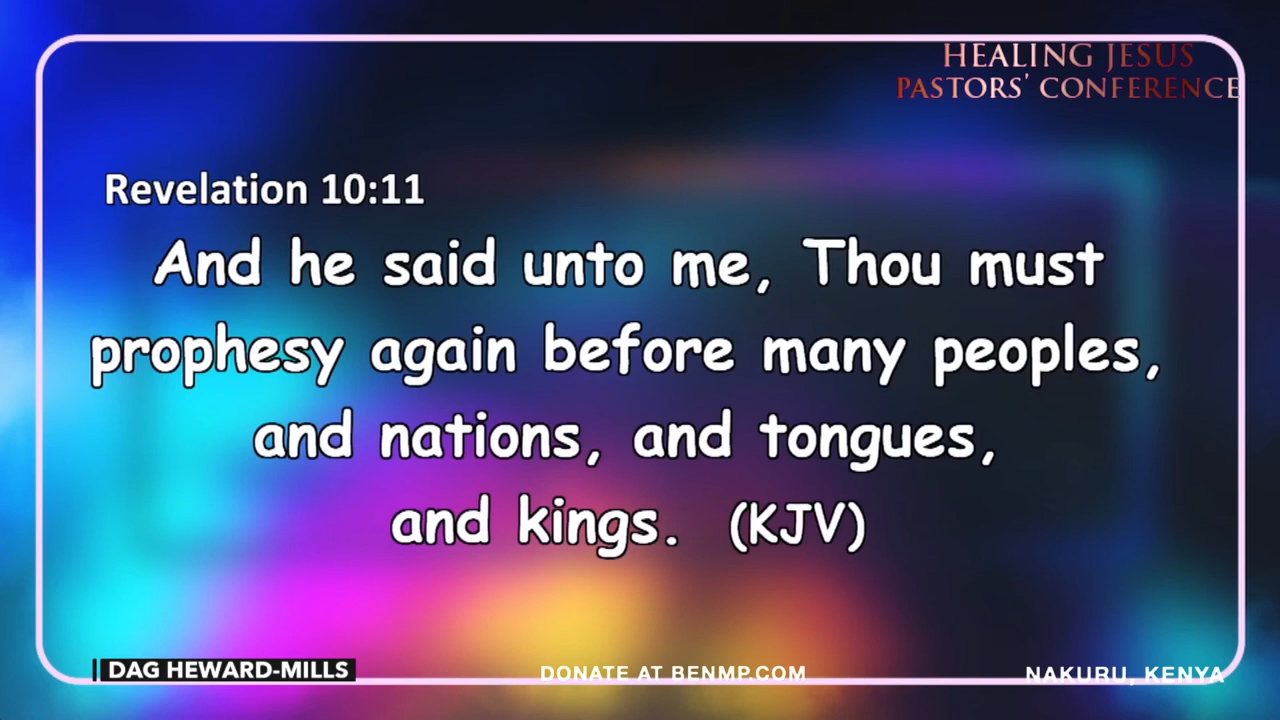 HEALING JESUS
PASTORS' CONFERENCE
Revelation 10:11
And he said unto me, Thou must
prophesy again before many peoples,
and nations, and tongues,
and kings. (KJV)
DAG HEWARD-MILLS
DONATE AT BENMP.COM
NAKURU, KENYA